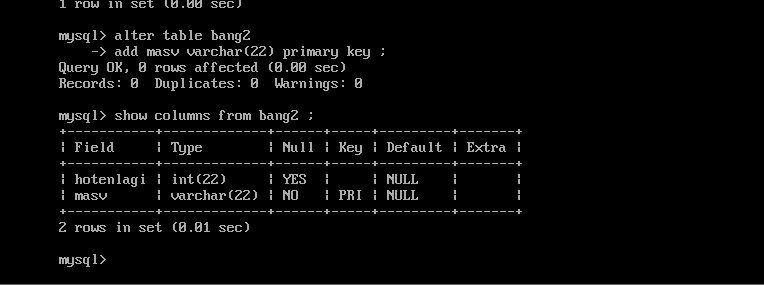 1 row in set (0.00 sec)
mysql> alter table bang2
    -> add masv varchar(22) primary key ;
Query OK, 0 rows affected (0.00 sec)
Records: 0  Duplicates: 0  Warnings: 0
mysql> show columns from bang2 ;
+-----------+-------------+------+-----+---------+-------+
| Field     | Type        | Null | Key | Default | Extra |
+-----------+-------------+------+-----+---------+-------+
| hotenlagi | int(22)     | YES  |     | NULL    |       |
| masv      | varchar(22) | NO   | PRI | NULL    |       |
+-----------+-------------+------+-----+---------+-------+
2 rows in set (0.01 sec)
mysql>